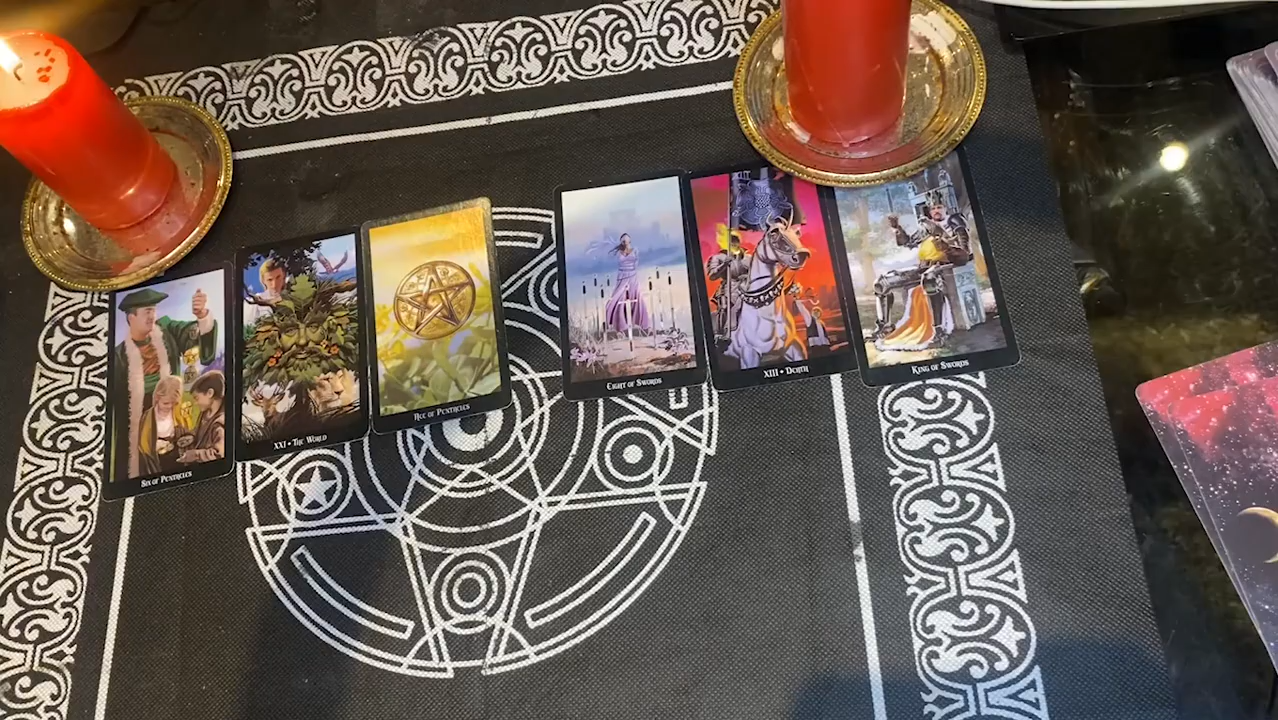 SIX OF PENTACLES
XXI • THE WORLD
ACE OF PENTACLES
EIGHT OF SWORDS
XIII • DEATH
KING OF SWORDS